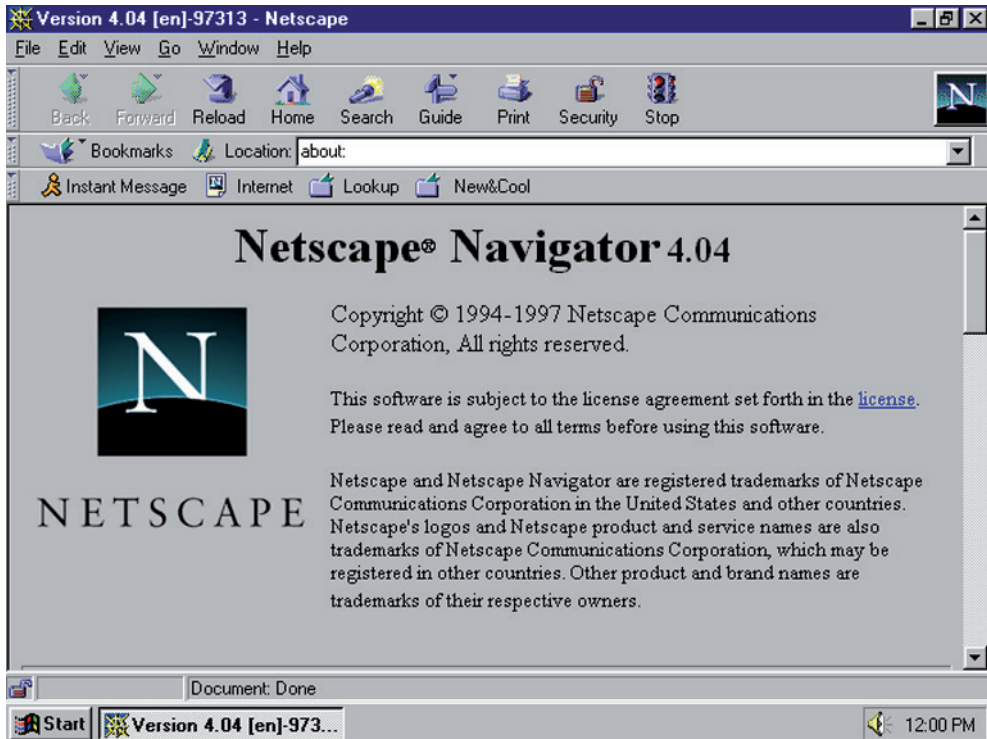 Version 4.04 [en]-97313 - Netscape
File Edit View Go Window Help
Back Forward Reload Home Search Guide Print Security Stop
N
Bookmarks Location: about:
Instant Message Internet Lookup New&Cool
Netscape® Navigator 4.04
Copyright © 1994-1997 Netscape Communications
Corporation, All rights reserved.
N
This software is subject to the license agreement set forth in the license.
Please read and agree to all terms before using this software.
NETSCAPE
Netscape and Netscape Navigator are registered trademarks of Netscape
Communications Corporation in the United States and other countries.
Netscape's logos and Netscape product and service names are also
trademarks of Netscape Communications Corporation, which may be
registered in other countries. Other product and brand names are
trademarks of their respective owners.
Document: Done
Start Version 4.04 [en]-973... 12:00 PM